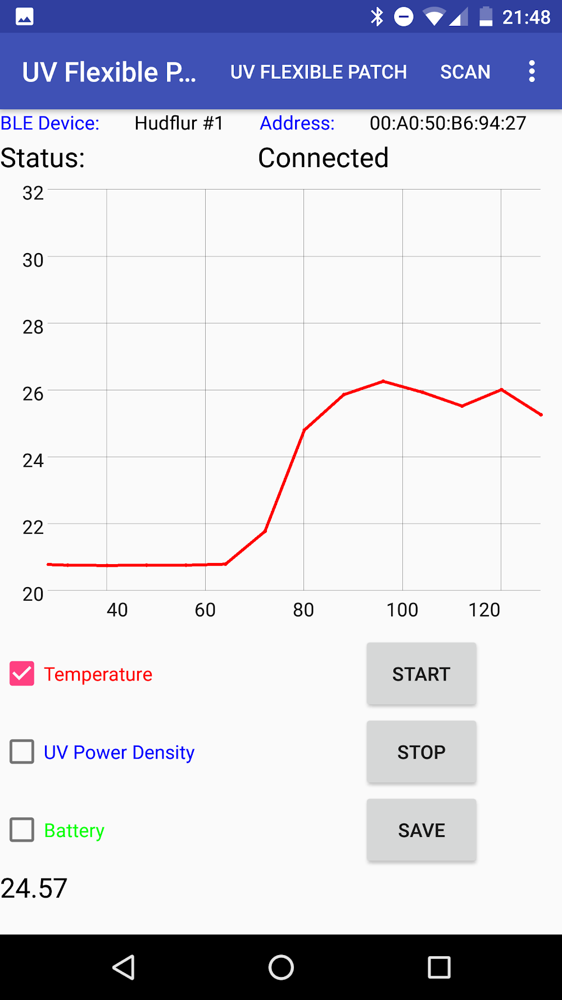 21:48
UV Flexible P... UV FLEXIBLE PATCH SCAN
BLE Device: Hudflur #1 Address: 00:A0:50:B6:94:27
Status: Connected
32
30
28
26
24
22
20
40 60 80 100 120
Temperature START
UV Power Density STOP
Battery SAVE
24.57